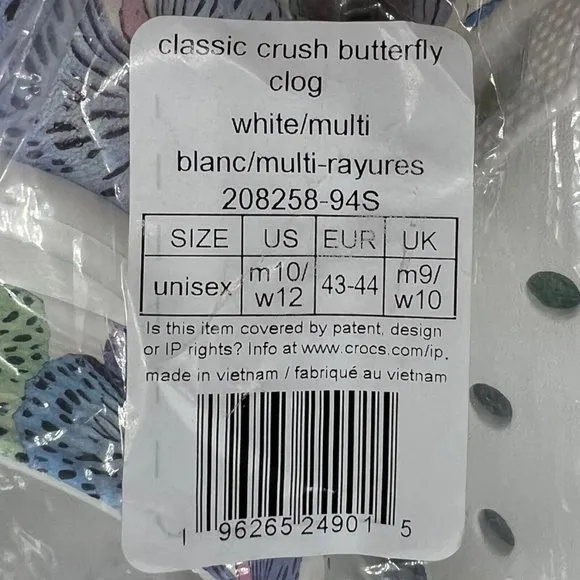 classic crush butterfly
clog
white/multi
blanc/multi-rayures
208258-94S
SIZE US EUR UK
unisex m10/ w12 43-44 m9/ w10
Is this item covered by patent, design
or IP rights? Info at www.crocs.com/ip.
made in vietnam / fabriqué au vietnam
1 96265 24901 5